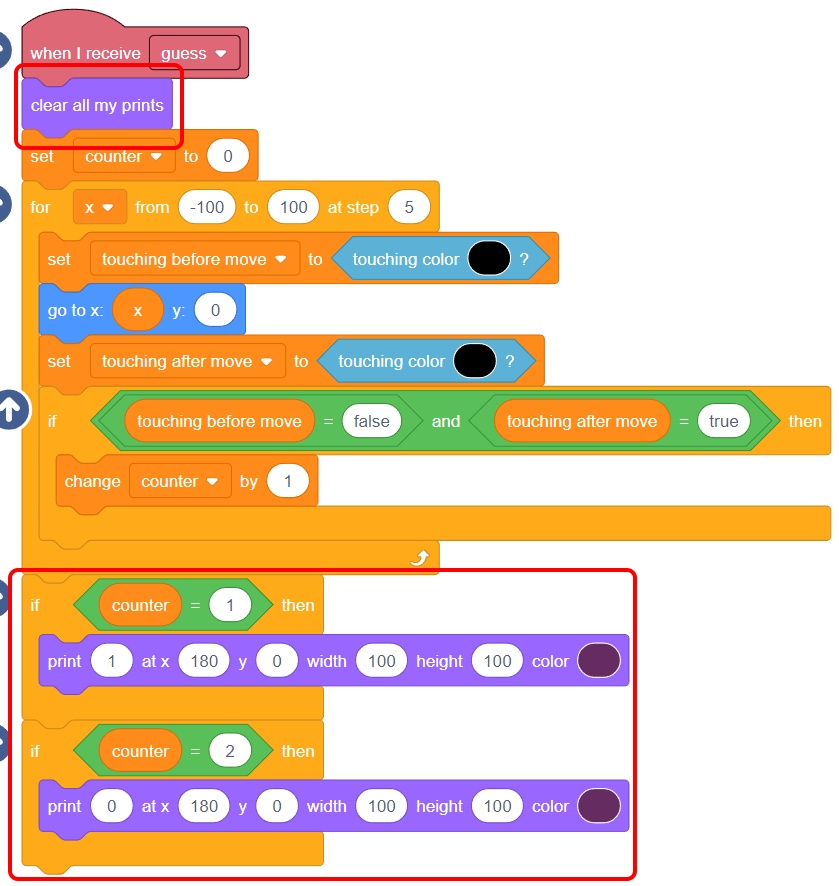 when I receive guess
clear all my prints
set counter to 0
for x from -100 to 100 at step 5
set touching before move to touching color ?
go to x: x y: 0
set touching after move to touching color ?
if touching before move = false and touching after move = true then
change counter by 1
if counter = 1 then
print 1 at x 180 y 0 width 100 height 100 color
if counter = 2 then
print 0 at x 180 y 0 width 100 height 100 color